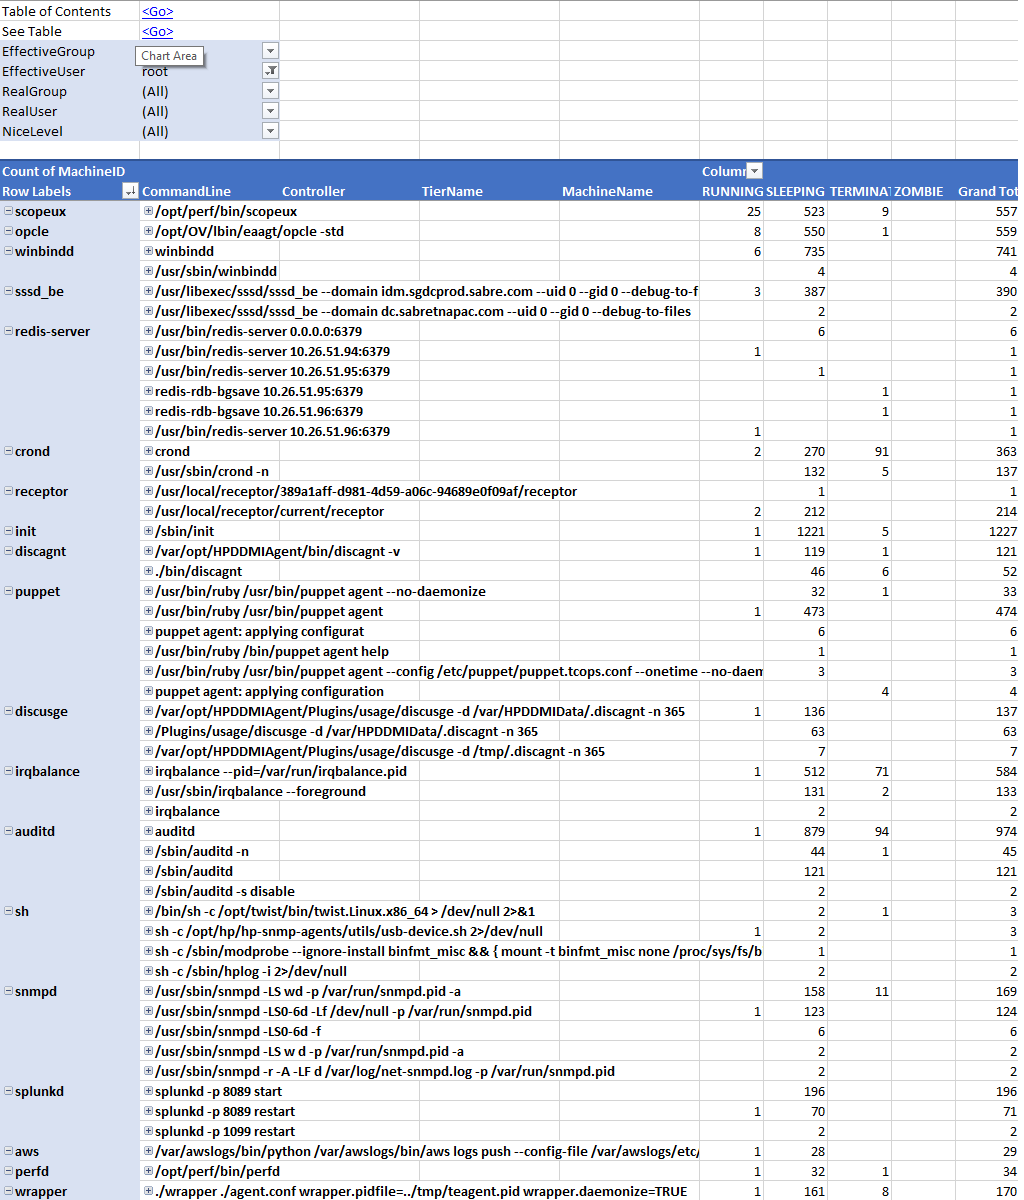 Table of Contents <Go>
See Table <Go>
EffectiveGroup Chart Area
EffectiveUser root
RealGroup (All)
RealUser (All)
NiceLevel (All)
Count of MachineID Colum
Row Labels CommandLine Controller TierName MachineName RUNNING SLEEPING TERMINAT ZOMBIE Grand Tot
scopeux /opt/perf/bin/scopeux 25 523 9 557
opcle /opt/OV/lbin/eaagt/opcle -std 8 550 1 559
winbindd winbindd 6 735 741
/usr/sbin/winbindd 4 4
sssd_be /usr/libexec/sssd/sssd_be --domain idm.sgdcprod.sabre.com --uid 0 --gid 0 --debug-to-f 3 387 390
/usr/libexec/sssd/sssd_be --domain dc.sabretnapac.com --uid 0 --gid 0 --debug-to-files 2 2
redis-server /usr/bin/redis-server 0.0.0.0:6379 6 6
/usr/bin/redis-server 10.26.51.94:6379 1 1
/usr/bin/redis-server 10.26.51.95:6379 1 1
redis-rdb-bgsave 10.26.51.95:6379 1 1
redis-rdb-bgsave 10.26.51.96:6379 1 1
/usr/bin/redis-server 10.26.51.96:6379 1 1
crond crond 2 270 91 363
/usr/sbin/crond -n 132 5 137
receptor /usr/local/receptor/389a1aff-d981-4d59-a06c-94689e0f09af/receptor 1 1
/usr/local/receptor/current/receptor 2 212 214
init /sbin/init 1 1221 5 1227
discagnt /var/opt/HPDDMIAgent/bin/discagnt -v 1 119 1 121
./bin/discagnt 46 6 52
puppet /usr/bin/ruby /usr/bin/puppet agent --no-daemonize 32 1 33
/usr/bin/ruby /usr/bin/puppet agent 1 473 474
puppet agent: applying configurat 6 6
/usr/bin/ruby /bin/puppet agent help 1 1
/usr/bin/ruby /usr/bin/puppet agent --config /etc/puppet/puppet.tcops.conf --onetime --no-daem 3 3
puppet agent: applying configuration 4 4
discusge /var/opt/HPDDMIAgent/Plugins/usage/discusge -d /var/HPDDMIData/.discagnt -n 365 1 136 137
/Plugins/usage/discusge -d /var/HPDDMIData/.discagnt -n 365 63 63
/var/opt/HPDDMIAgent/Plugins/usage/discusge -d /tmp/.discagnt -n 365 7 7
irqbalance irqbalance --pid=/var/run/irqbalance.pid 1 512 71 584
/usr/sbin/irqbalance --foreground 131 2 133
irqbalance 2 2
auditd auditd 1 879 94 974
/sbin/auditd -n 44 1 45
/sbin/auditd 121 121
/sbin/auditd -s disable 2 2
sh /bin/sh -c /opt/twist/bin/twist.Linux.x86_64 > /dev/null 2>&1 2 1 3
sh -c /opt/hp/hp-snmp-agents/utils/usb-device.sh 2>/dev/null 1 2 3
sh -c /sbin/modprobe --ignore-install binfmt_misc && { mount -t binfmt_misc none /proc/sys/fs/b 1 1
sh -c /sbin/hplog -i 2>/dev/null 2 2
snmpd /usr/sbin/snmpd -LS wd -p /var/run/snmpd.pid -a 158 11 169
/usr/sbin/snmpd -LS0-6d -Lf /dev/null -p /var/run/snmpd.pid 1 123 124
/usr/sbin/snmpd -LS0-6d -f 6 6
/usr/sbin/snmpd -LS w d -p /var/run/snmpd.pid -a 2 2
/usr/sbin/snmpd -r -A -LF d /var/log/net-snmpd.log -p /var/run/snmpd.pid 2 2
splunkd splunkd -p 8089 start 196 196
splunkd -p 8089 restart 1 70 71
splunkd -p 1099 restart 2 2
aws /var/awslogs/bin/python /var/awslogs/bin/aws logs push --config-file /var/awslogs/etc/ 1 28 29
perfd /opt/perf/bin/perfd 1 32 1 34
wrapper ./wrapper ./agent.conf wrapper.pidfile=../tmp/teagent.pid wrapper.daemonize=TRUE 1 161 8 170